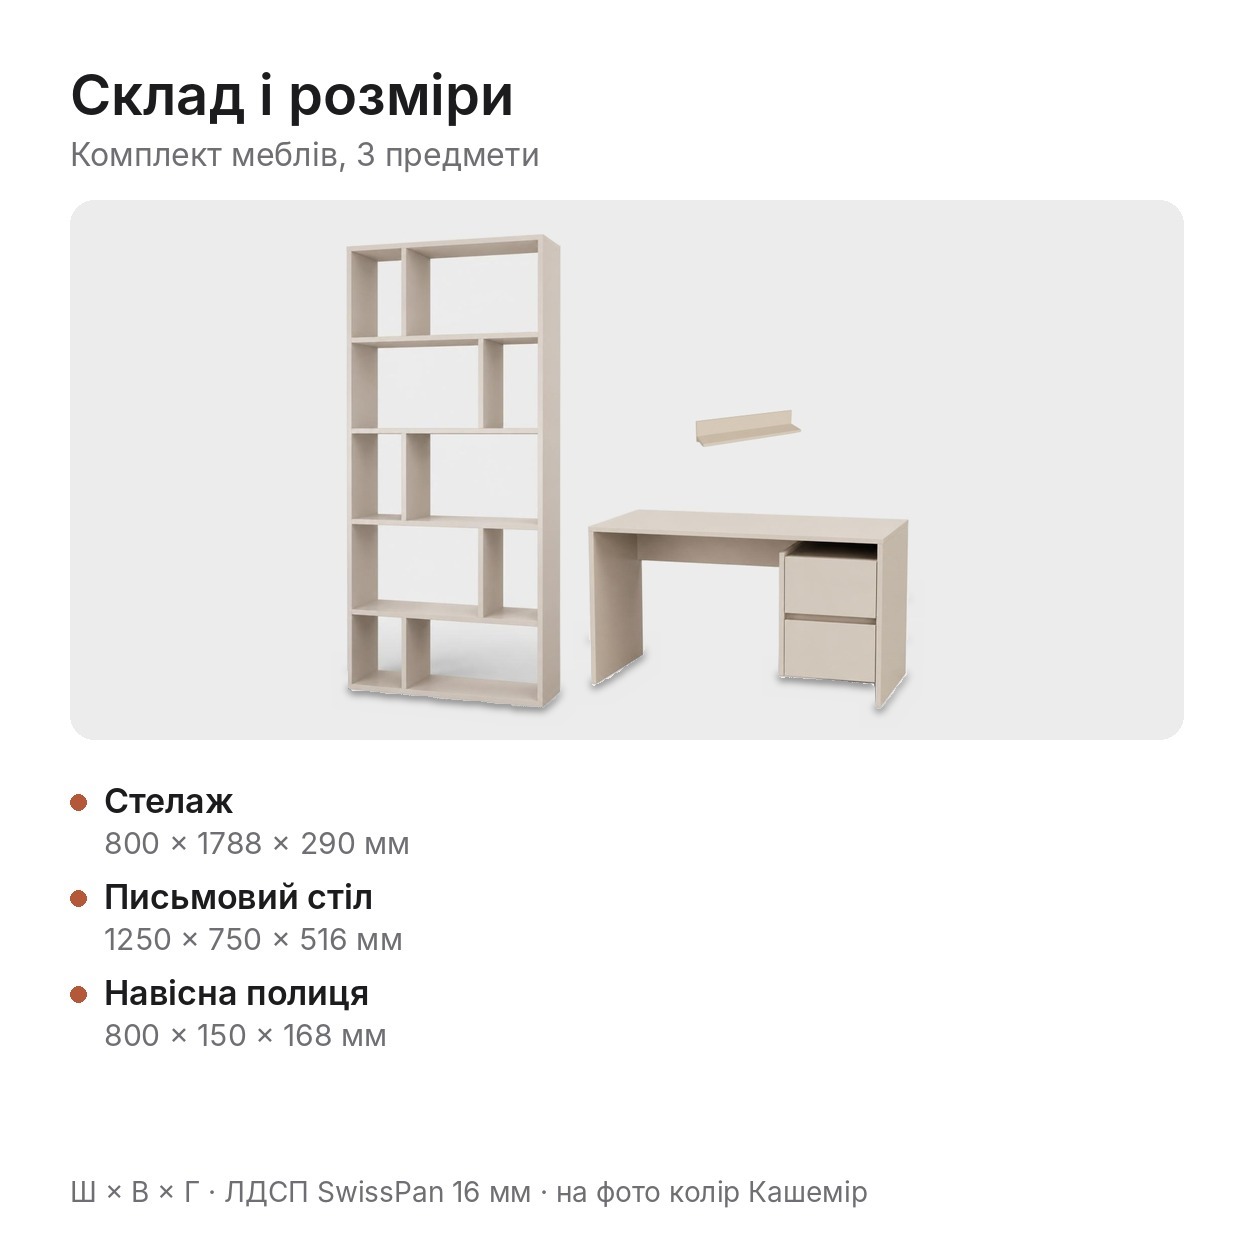 Склад і розміри
Комплект меблів, 3 предмети
Стелаж
800 × 1788 × 290 мм
Письмовий стіл
1250 × 750 × 516 мм
Навісна полиця
800 × 150 × 168 мм
Ш × В × Г · ЛДСП SwissPan 16 мм · на фото колір Кашемір